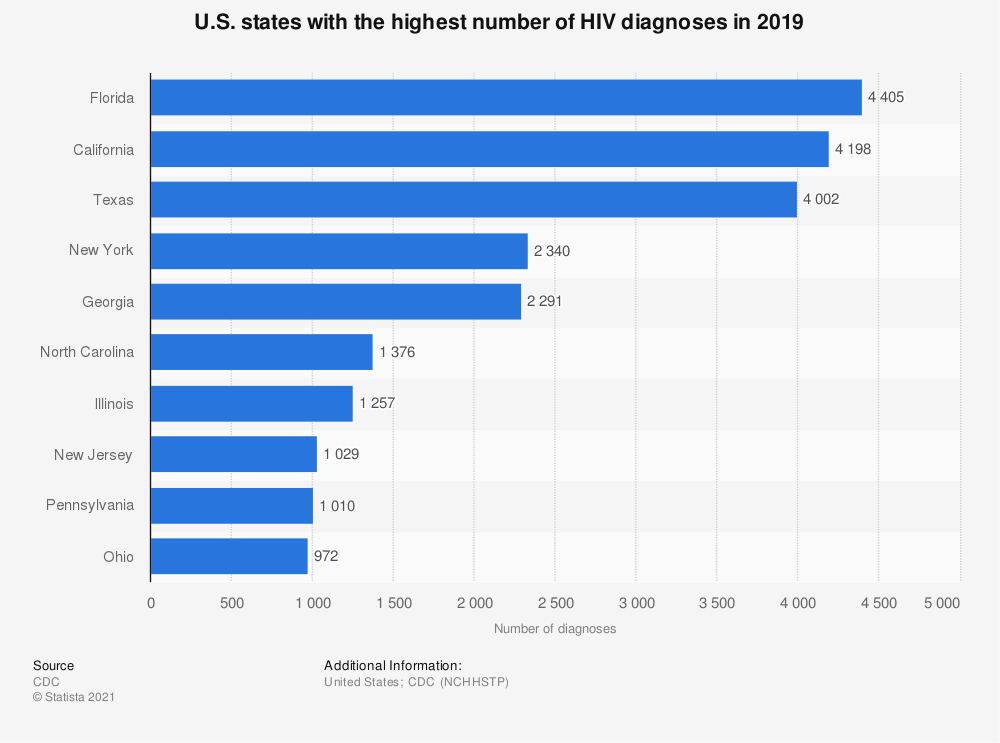 U.S. states with the highest number of HIV diagnoses in 2019
Florida 4 405
California 4 198
Texas 4 002
New York 2 340
Georgia 2 291
North Carolina 1 376
Illinois 1 257
New Jersey 1 029
Pennsylvania 1 010
Ohio 972
0 500 1 000 1 500 2 000 2 500 3 000 3 500 4 000 4 500 5 000
Number of diagnoses
Source Additional Information:
CDC United States; CDC (NCHHSTP)
© Statista 2021